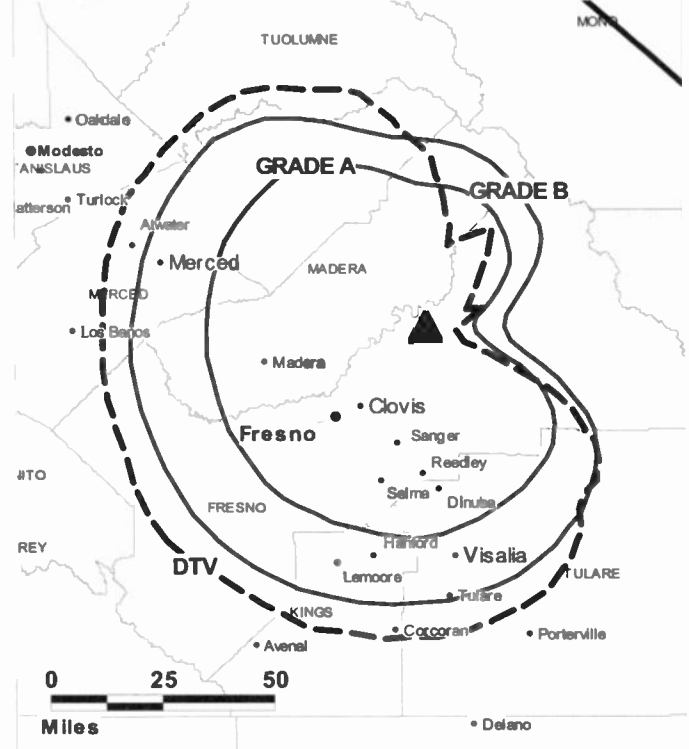 MONO
TUOLUMNE
Oakdale
Modesto
TANISLAUS
GRADE A
GRADE B
Turlock
atterson
Atwater
Merced
MADERA
MERCED
Los Banos
Madera
Clovis
Fresno
Sanger
Reedley
Selma
Dinuba
FRESNO
Hanford
Visalia
Lemoore
DTV
TULARE
Tulare
KINGS
Corcoran
Porterville
Avenal
NITO
REY
0 25 50
Miles
Delano